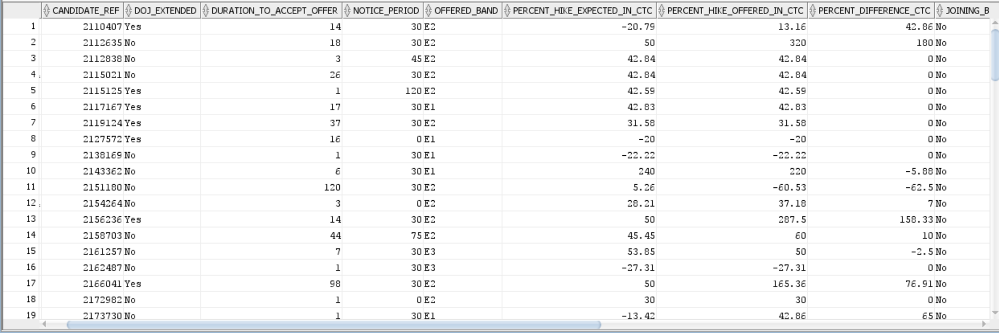 CANDIDATE_REF DOJ_EXTENDED DURATION_TO_ACCEPT_OFFER NOTICE_PERIOD OFFERED_BAND PERCENT_HIKE_EXPECTED_IN_CTC PERCENT_HIKE_OFFERED_IN_CTC PERCENT_DIFFERENCE_CTC JOINING_B
1 2110407 Yes 14 30 E2 -20.79 13.16 42.86 No
2 2112635 No 18 30 E2 50 320 180 No
3 2112838 No 3 45 E2 42.84 42.84 0 No
4 2115021 No 26 30 E2 42.84 42.84 0 No
5 2115125 Yes 1 120 E2 42.59 42.59 0 No
6 2117167 Yes 17 30 E1 42.83 42.83 0 No
7 2119124 Yes 37 30 E2 31.58 31.58 0 No
8 2127572 Yes 16 0 E1 -20 -20 0 No
9 2138169 No 1 30 E1 -22.22 -22.22 0 No
10 2143362 No 6 30 E1 240 220 -5.88 No
11 2151180 No 120 30 E2 5.26 -60.53 -62.5 No
12 2154264 No 3 0 E2 28.21 37.18 7 No
13 2156236 Yes 14 30 E2 50 287.5 158.33 No
14 2158703 No 44 75 E2 45.45 60 10 No
15 2161257 No 7 30 E3 53.85 50 -2.5 No
16 2162487 No 1 30 E3 -27.31 -27.31 0 No
17 2166041 Yes 98 30 E2 50 165.36 76.91 No
18 2172982 No 1 0 E2 30 30 0 No
19 2173730 No 1 30 E1 -13.42 42.86 65 No